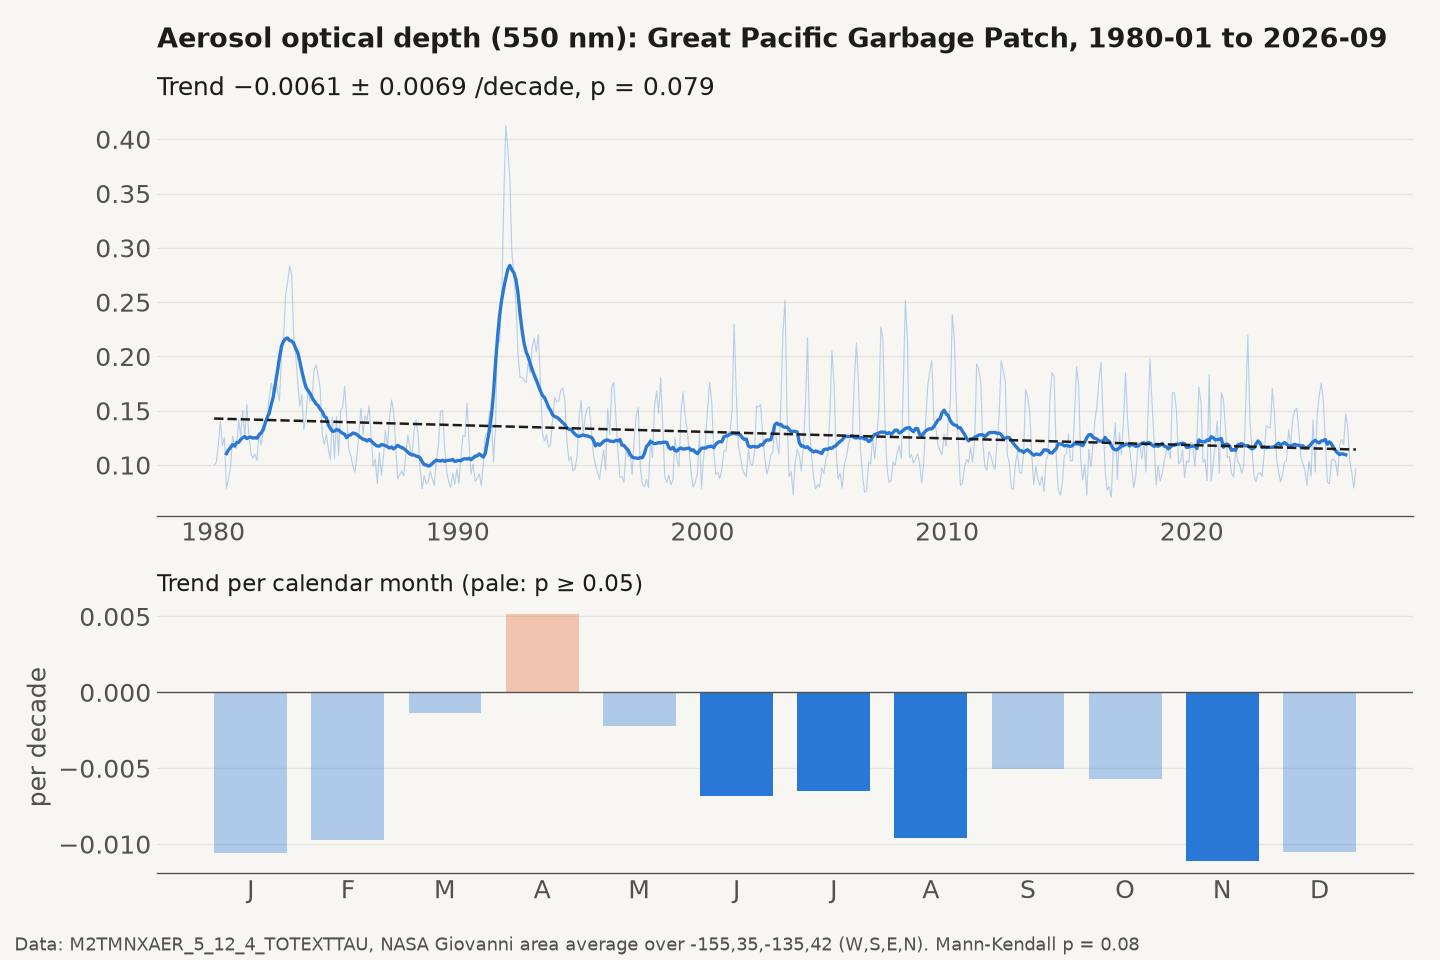 Aerosol optical depth (550 nm): Great Pacific Garbage Patch, 1980-01 to 2026-09
Trend −0.0061 ± 0.0069 /decade, p = 0.079
0.40
0.35
0.30
0.25
0.20
0.15
0.10
1980 1990 2000 2010 2020
Trend per calendar month (pale: p ≥ 0.05)
0.005
0.000
−0.005
−0.010
per decade
J F M A M J J A S O N D
Data: M2TMNXAER_5_12_4_TOTEXTTAU, NASA Giovanni area average over -155,35,-135,42 (W,S,E,N). Mann-Kendall p = 0.08